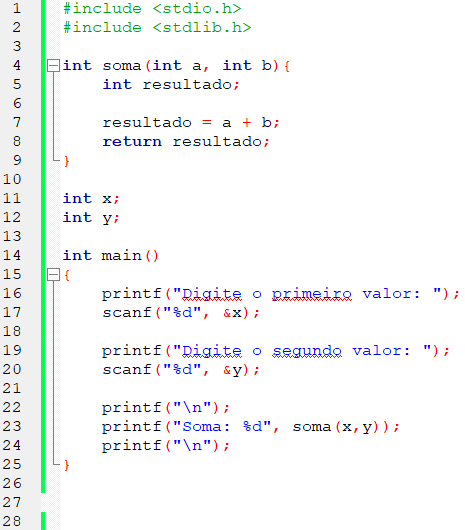 1 #include <stdio.h>
2 #include <stdlib.h>
3
4 int soma(int a, int b){
5     int resultado;
6
7     resultado = a + b;
8     return resultado;
9 }
10
11 int x;
12 int y;
13
14 int main()
15 {
16     printf("Digite o primeiro valor: ");
17     scanf("%d", &x);
18
19     printf("Digite o segundo valor: ");
20     scanf("%d", &y);
21
22     printf("\n");
23     printf("Soma: %d", soma(x,y));
24     printf("\n");
25 }
26
27
28